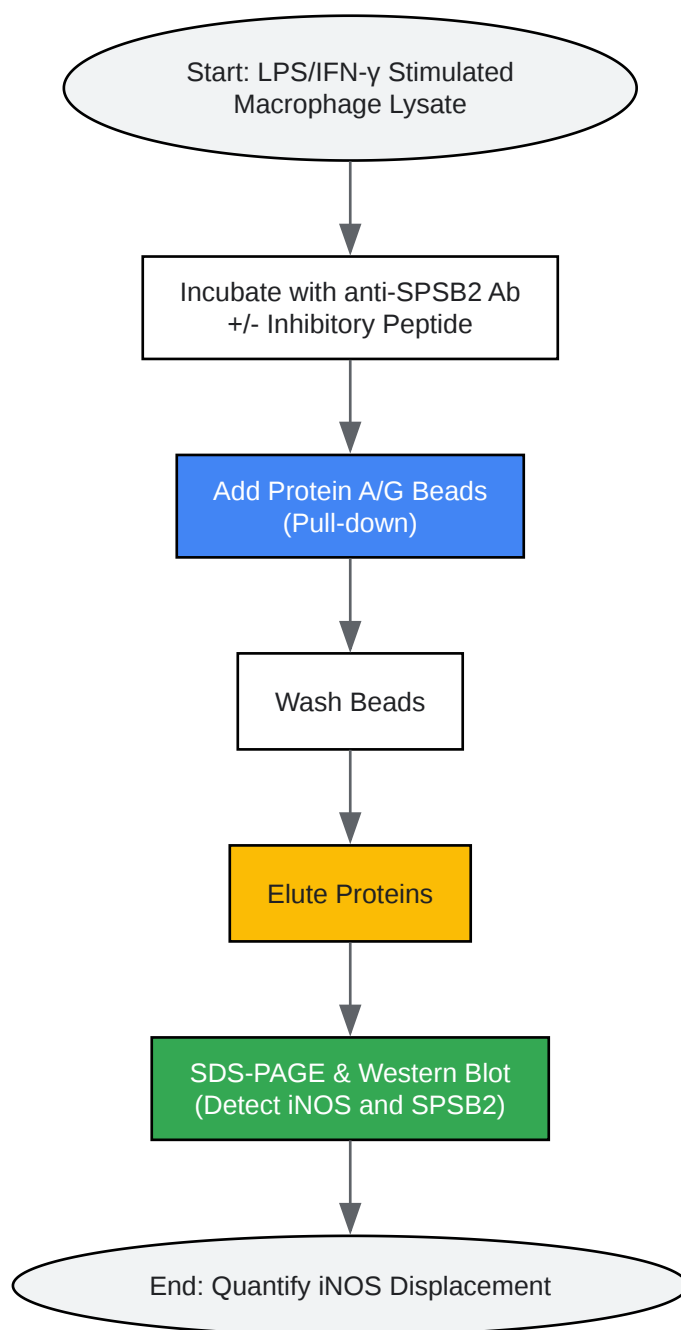 Start: LPS/IFN-γ Stimulated
Macrophage Lysate
Incubate with anti-SPSB2 Ab
+/- Inhibitory Peptide
Add Protein A/G Beads
(Pull-down)
Wash Beads
Elute Proteins
SDS-PAGE & Western Blot
(Detect iNOS and SPSB2)
End: Quantify iNOS Displacement